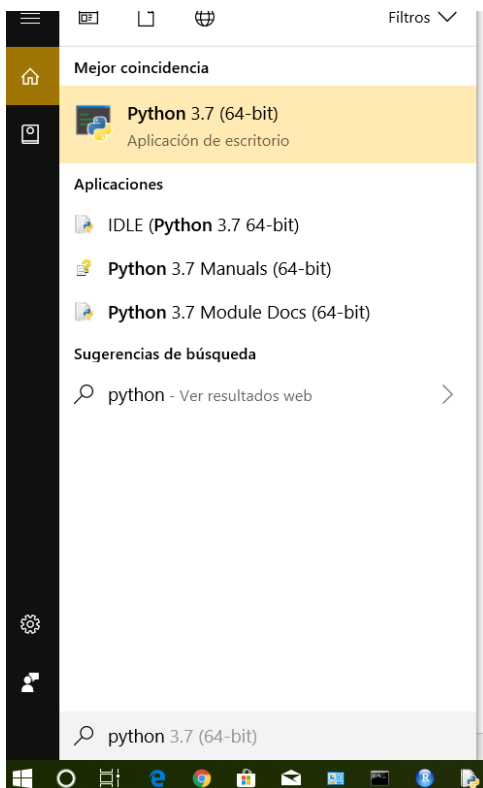 Filtros
Mejor coincidencia
Python 3.7 (64-bit)
Aplicación de escritorio
Aplicaciones
IDLE (Python 3.7 64-bit)
Python 3.7 Manuals (64-bit)
Python 3.7 Module Docs (64-bit)
Sugerencias de búsqueda
python - Ver resultados web
python 3.7 (64-bit)
R